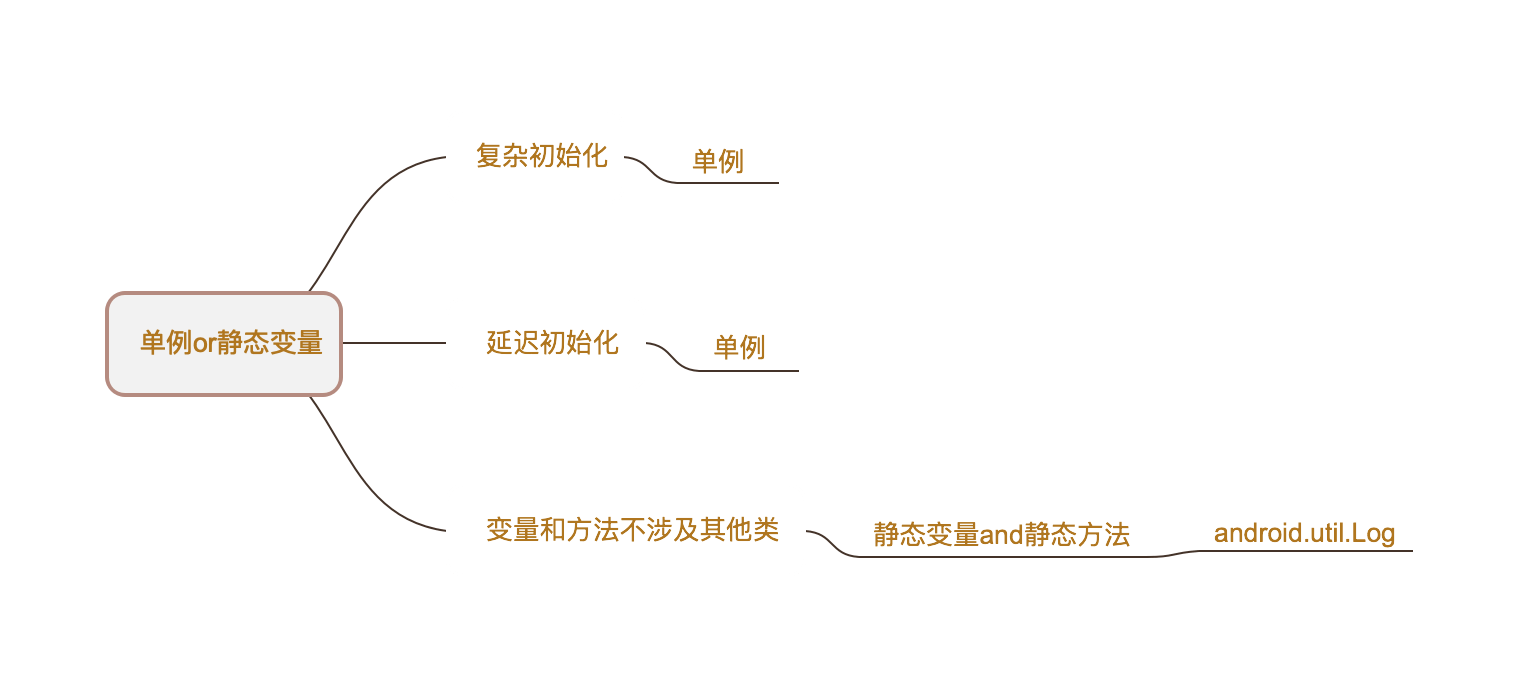 单例or静态变量
复杂初始化
单例
延迟初始化
单例
变量和方法不涉及其他类
静态变量and静态方法
android.util.Log